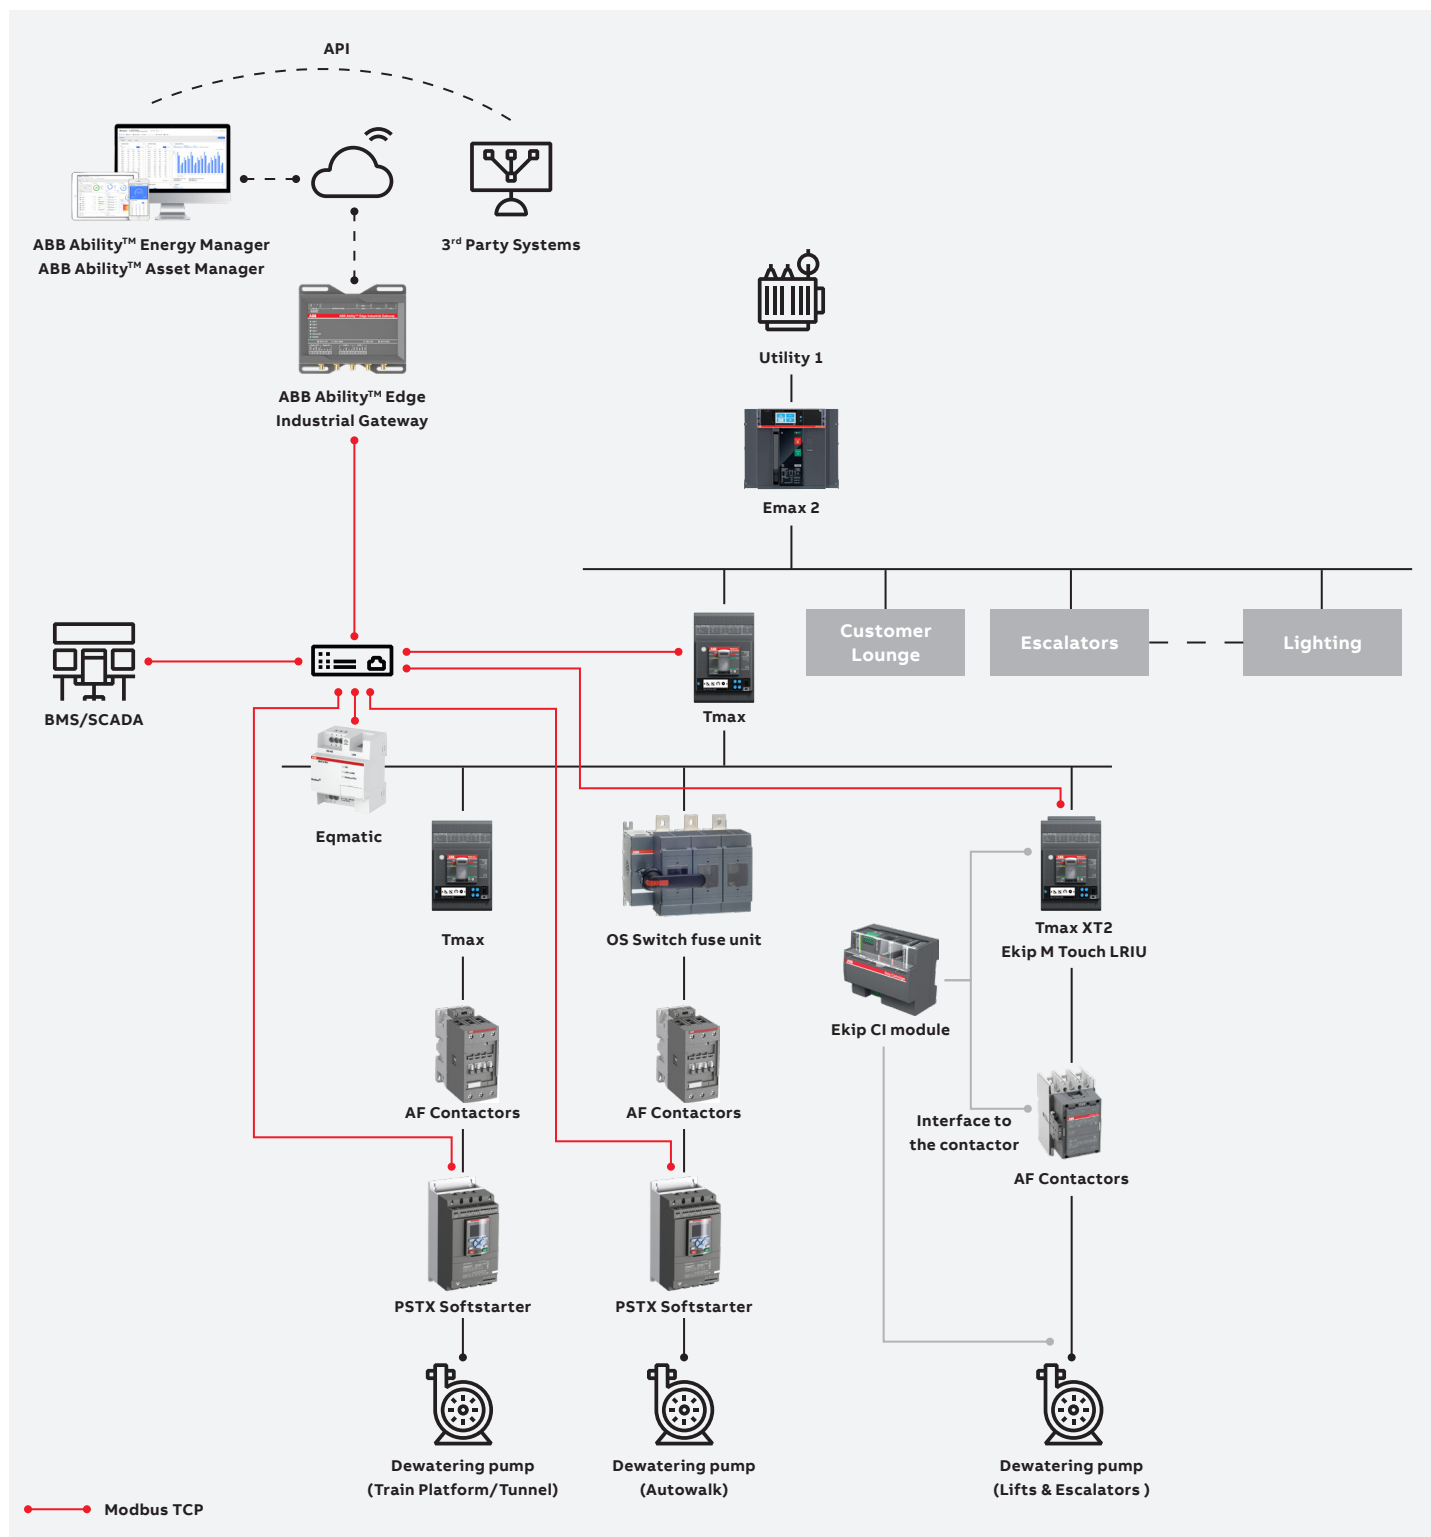 API
ABB Ability™ Energy Manager
ABB Ability™ Asset Manager
3rd Party Systems
Utility 1
ABB Ability™ Edge
Industrial Gateway
Emax 2
Customer
Lounge
Escalators
Lighting
BMS/SCADA
Tmax
Eqmatic
Tmax
OS Switch fuse unit
Tmax XT2
Ekip M Touch LRIU
Ekip CI module
AF Contactors
AF Contactors
Interface to
the contactor
AF Contactors
PSTX Softstarter
PSTX Softstarter
Dewatering pump
(Train Platform/Tunnel)
Dewatering pump
(Autowalk)
Dewatering pump
(Lifts & Escalators )
Modbus TCP